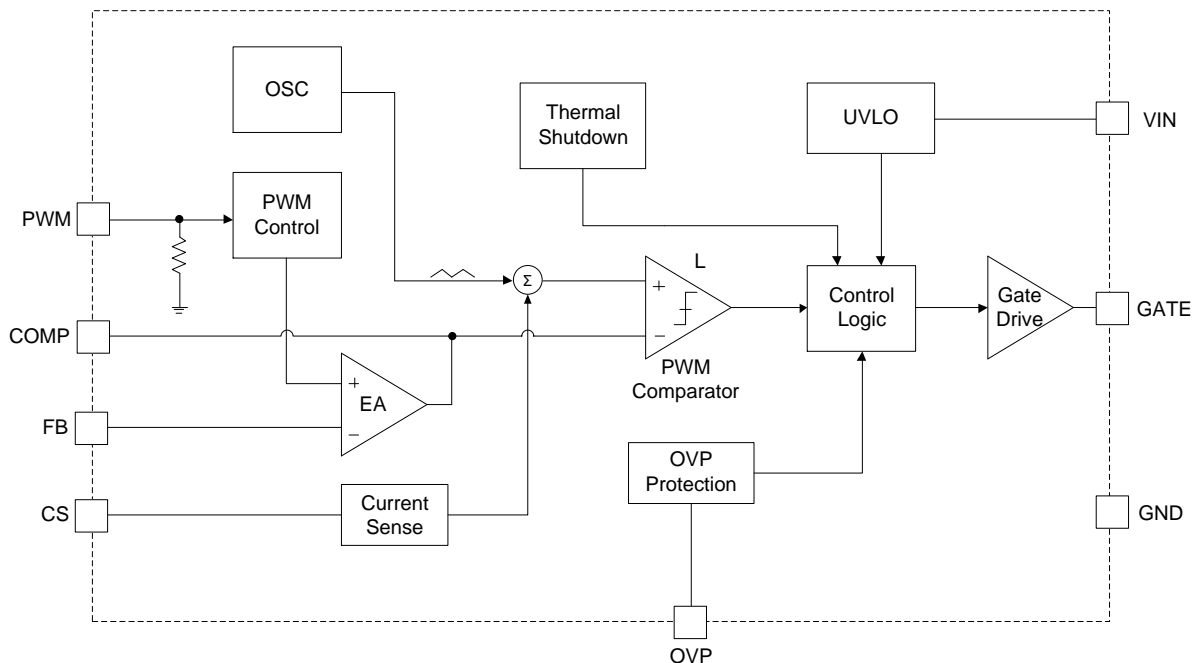 OSC
Thermal
Shutdown
UVLO
VIN
PWM
PWM
Control
L
Σ
+
−
Control
Logic
Gate
Drive
GATE
COMP
PWM
Comparator
+
EA
−
FB
OVP
Protection
CS
Current
Sense
GND
OVP